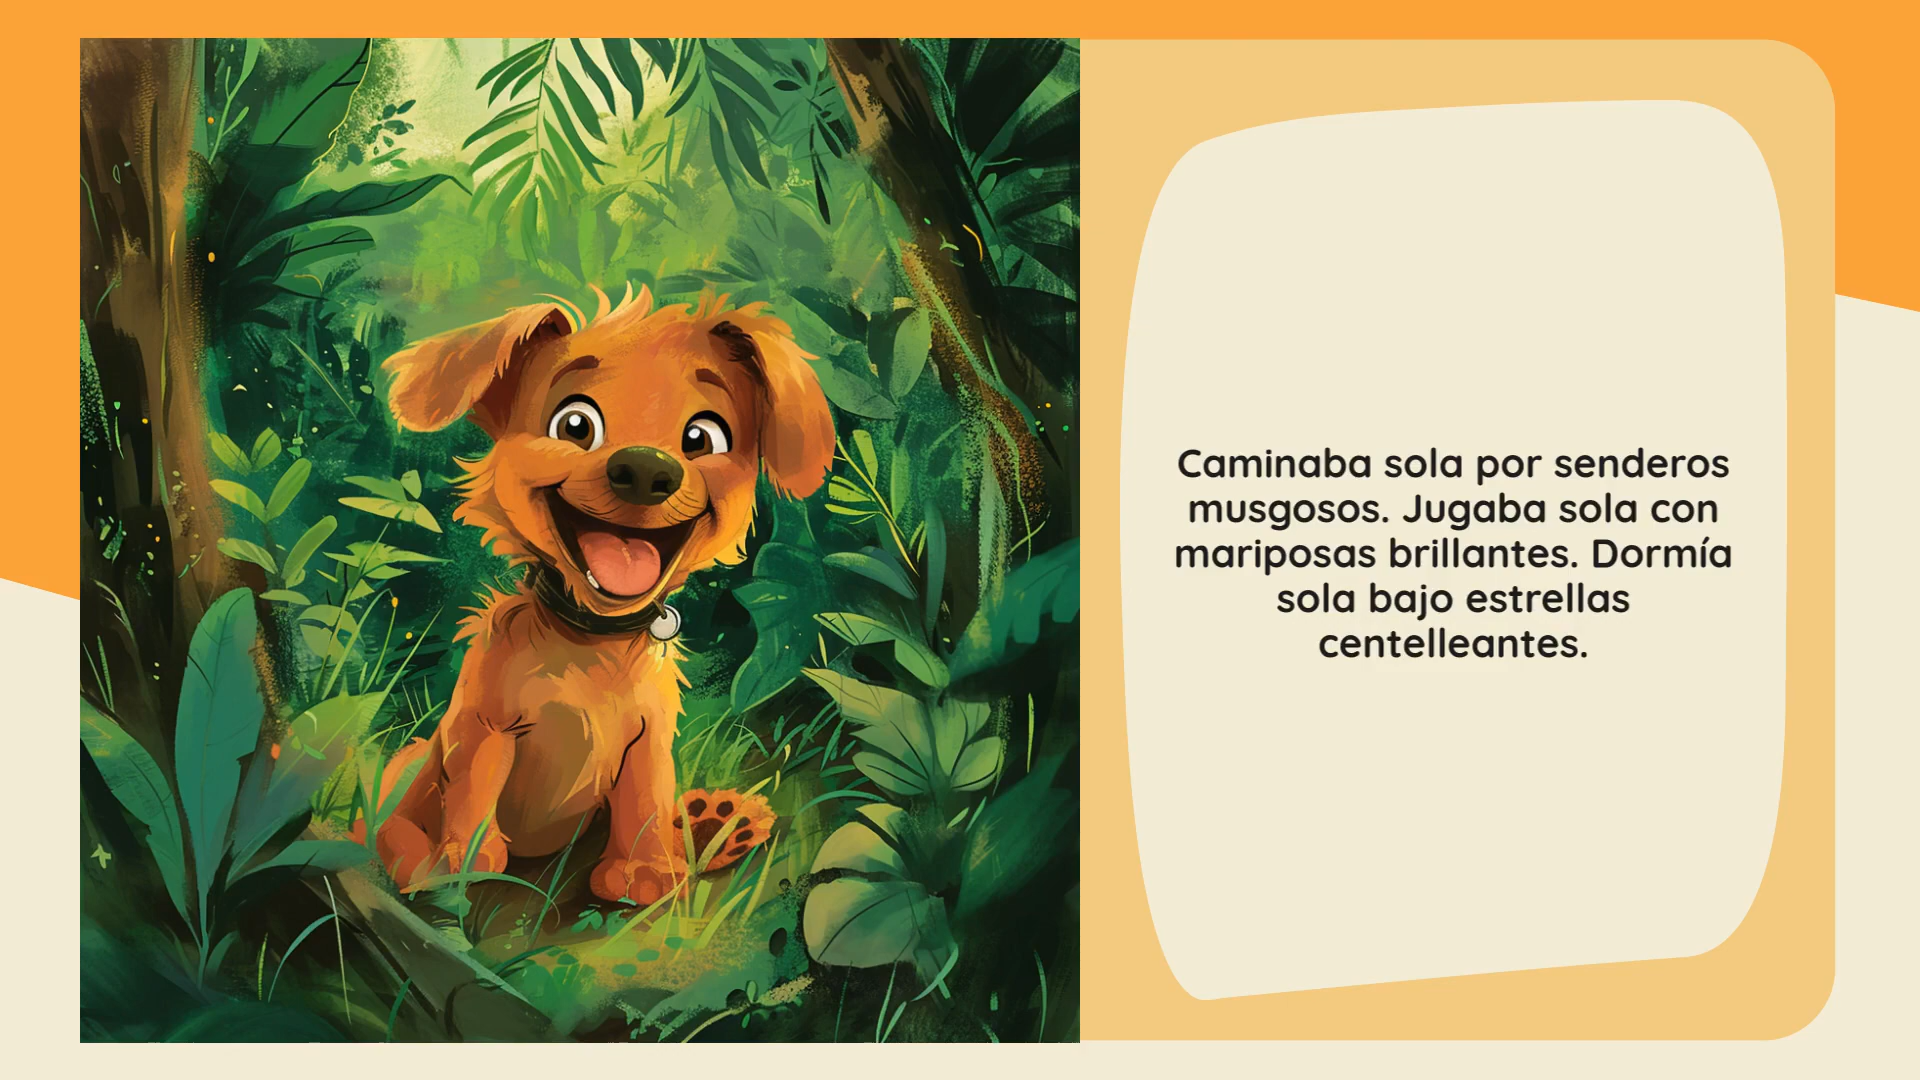 Caminaba sola por senderos
musgosos. Jugaba sola con
mariposas brillantes. Dormía
sola bajo estrellas
centelleantes.